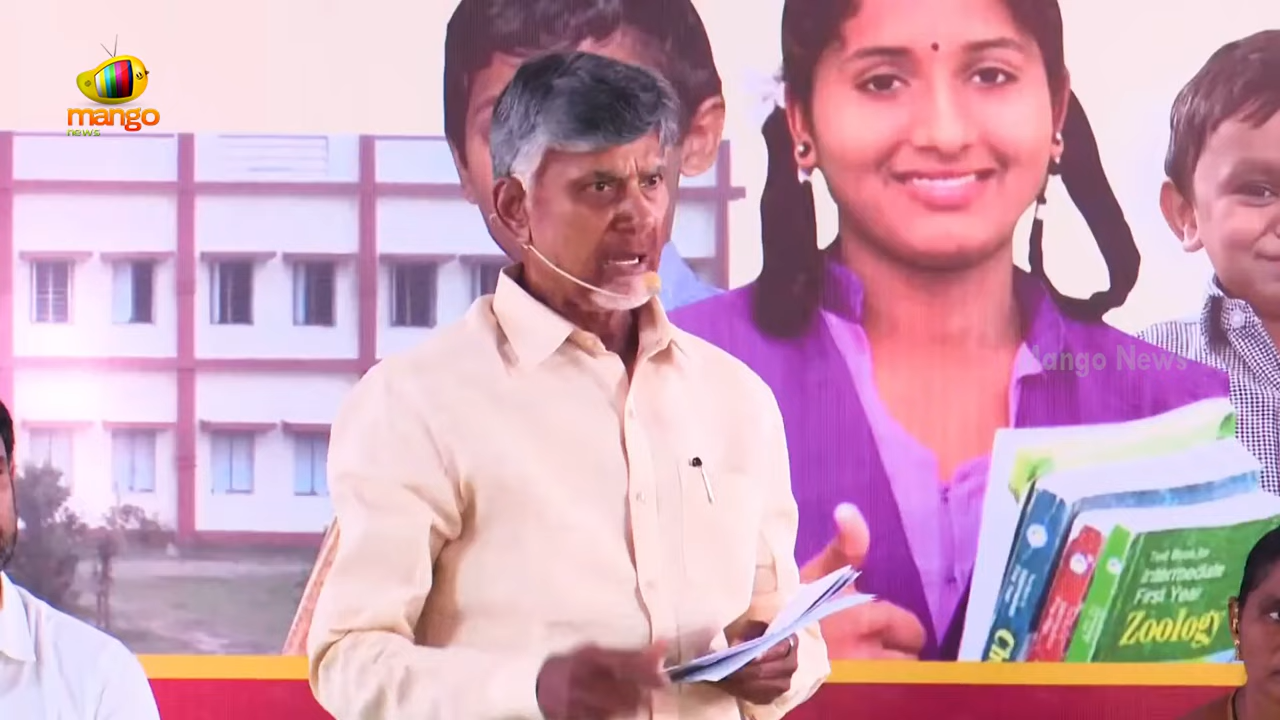 mango
news
Mango News
Text Book for
Intermediate
First Year
Zoology